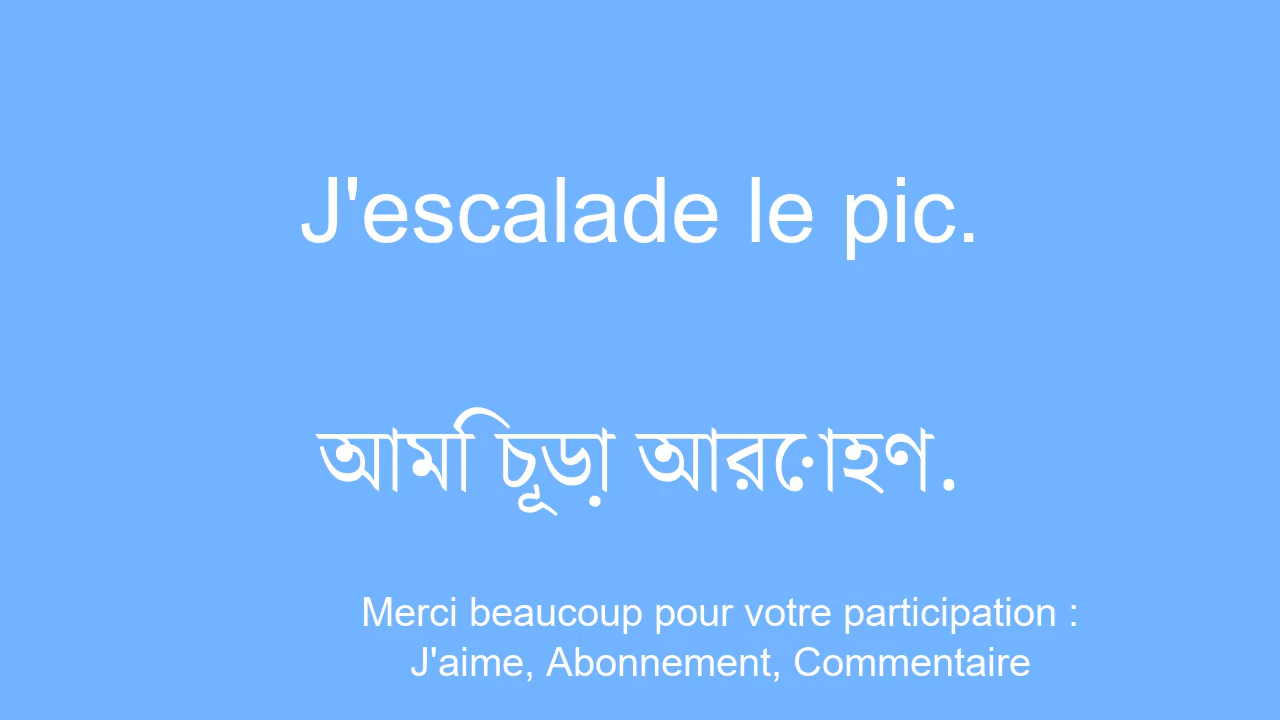 J'escalade le pic.
আমি চূড়া আরোহণ.
Merci beaucoup pour votre participation :
J'aime, Abonnement, Commentaire